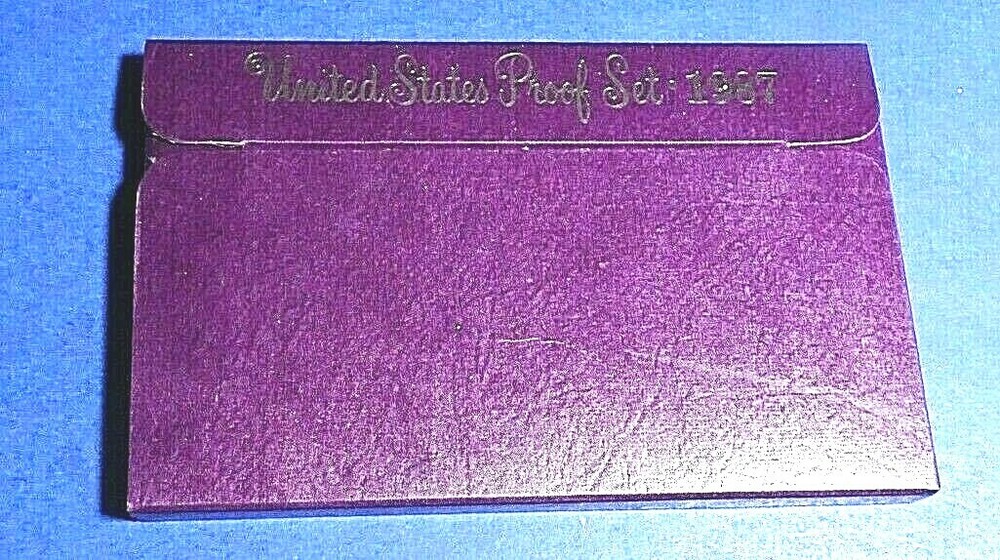 United States Proof Set · 1987